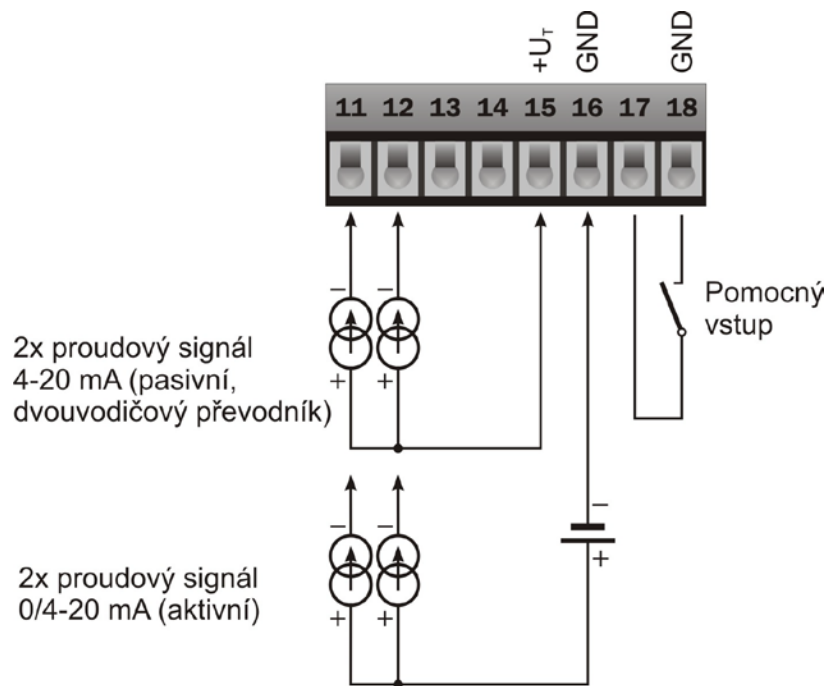 +U_T
GND
GND
11 12 13 14 15 16 17 18
− −
2x proudový signál
4-20 mA (pasivní,
dvouvodičový převodník)
+ +
Pomocný
vstup
− −
2x proudový signál
0/4-20 mA (aktivní)
+ +
−
+